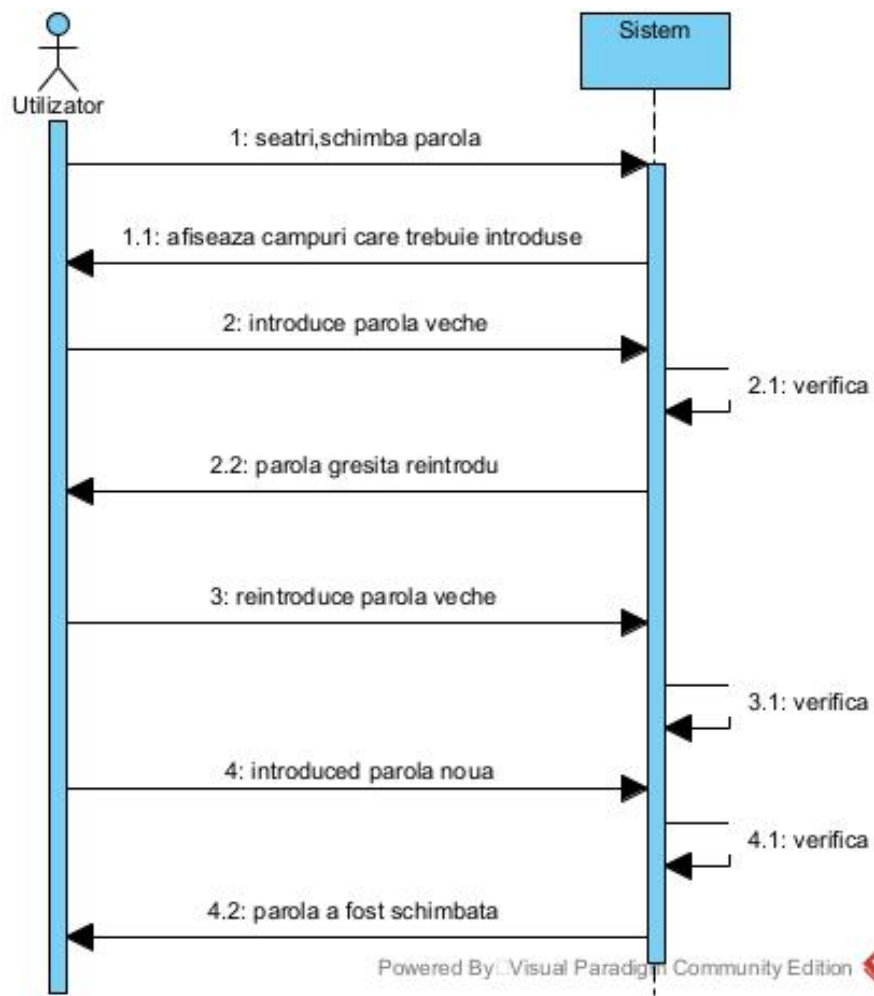 Sistem
Utilizator
1: seatri,schimba parola
1.1: afiseaza campuri care trebuie introduse
2: introduce parola veche
2.1: verifica
2.2: parola gresita reintrodu
3: reintroduce parola veche
3.1: verifica
4: introduced parola noua
4.1: verifica
4.2: parola a fost schimbata
Powered By Visual Paradigm Community Edition